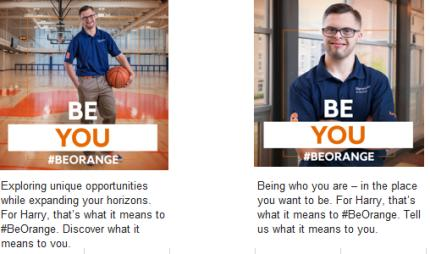 BE
YOU
#BEORANGE
Exploring unique opportunities
while expanding your horizons.
For Harry, that's what it means to
#BeOrange. Discover what it
means to you.
BE
YOU
#BEORANGE
Being who you are – in the place
you want to be. For Harry, that's
what it means to #BeOrange. Tell
us what it means to you.